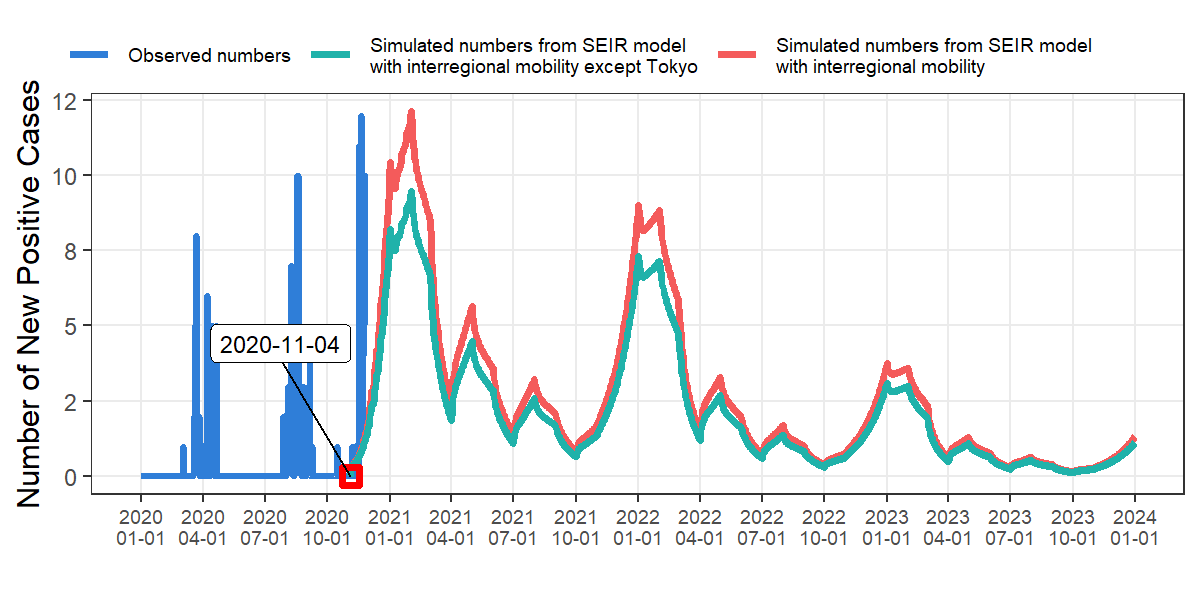 Observed numbers
Simulated numbers from SEIR model
with interregional mobility except Tokyo
Simulated numbers from SEIR model
with interregional mobility
Number of New Positive Cases
12
10
8
5
2
0
2020-11-04
2020 2020 2020 2020 2021 2021 2021 2021 2022 2022 2022 2022 2023 2023 2023 2023 2024
01-01 04-01 07-01 10-01 01-01 04-01 07-01 10-01 01-01 04-01 07-01 10-01 01-01 04-01 07-01 10-01 01-01